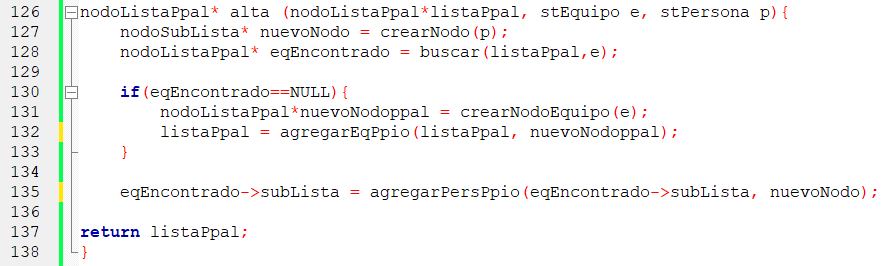 126 nodoListaPpal* alta (nodoListaPpal*listaPpal, stEquipo e, stPersona p){
127     nodoSubLista* nuevoNodo = crearNodo(p);
128     nodoListaPpal* eqEncontrado = buscar(listaPpal,e);
129
130     if(eqEncontrado==NULL){
131         nodoListaPpal*nuevoNodoppal = crearNodoEquipo(e);
132         listaPpal = agregarEqPpio(listaPpal, nuevoNodoppal);
133     }
134
135     eqEncontrado->subLista = agregarPersPpio(eqEncontrado->subLista, nuevoNodo);
136
137 return listaPpal;
138 }